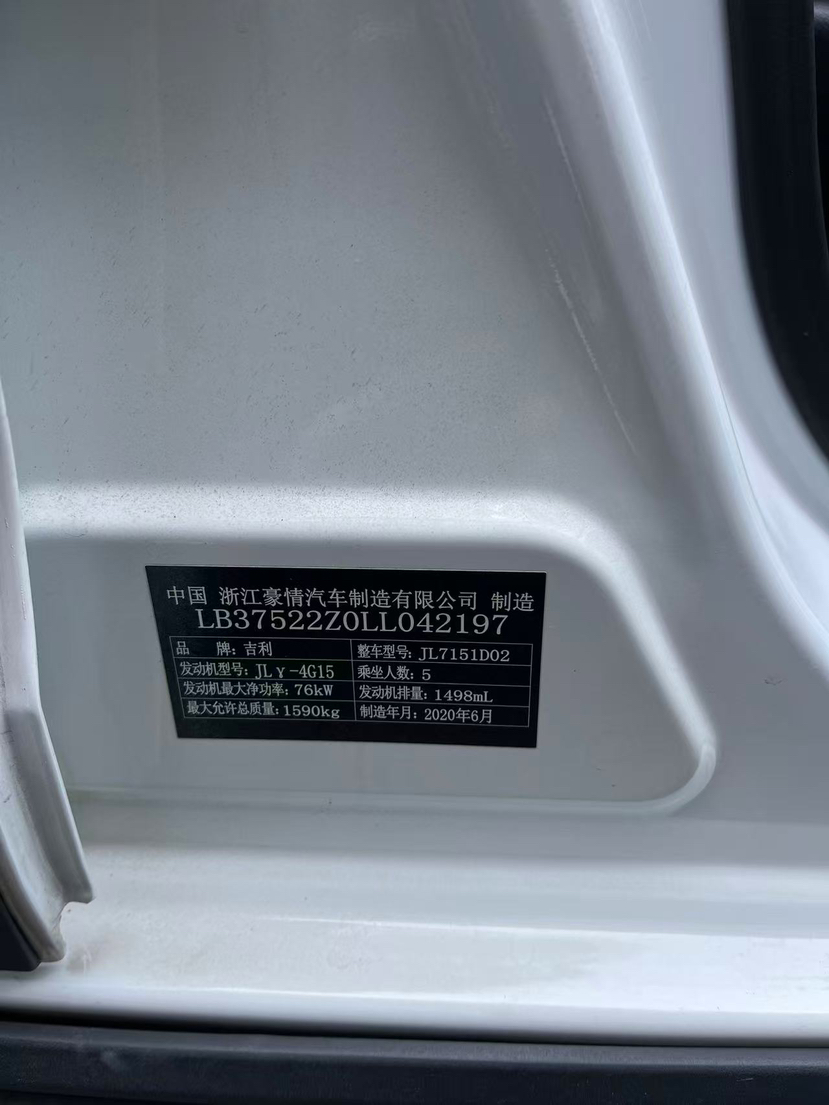 中国 浙江豪情汽车制造有限公司 制造
LB37522Z0LL042197
品 牌: 吉利 整车型号: JL7151D02
发动机型号: JLγ-4G15 乘坐人数: 5
发动机最大净功率: 76kW 发动机排量: 1498mL
最大允许总质量: 1590kg 制造年月: 2020年6月